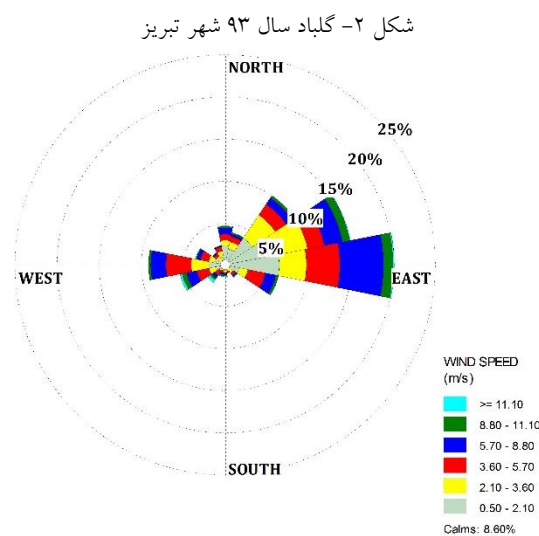 شکل ۲- گلباد سال ۹۳ شهر تبریز
NORTH
25%
20%
15%
10%
5%
WEST
EAST
SOUTH
WIND SPEED
(m/s)
>= 11.10
8.80 - 11.10
5.70 - 8.80
3.60 - 5.70
2.10 - 3.60
0.50 - 2.10
Calms: 8.60%